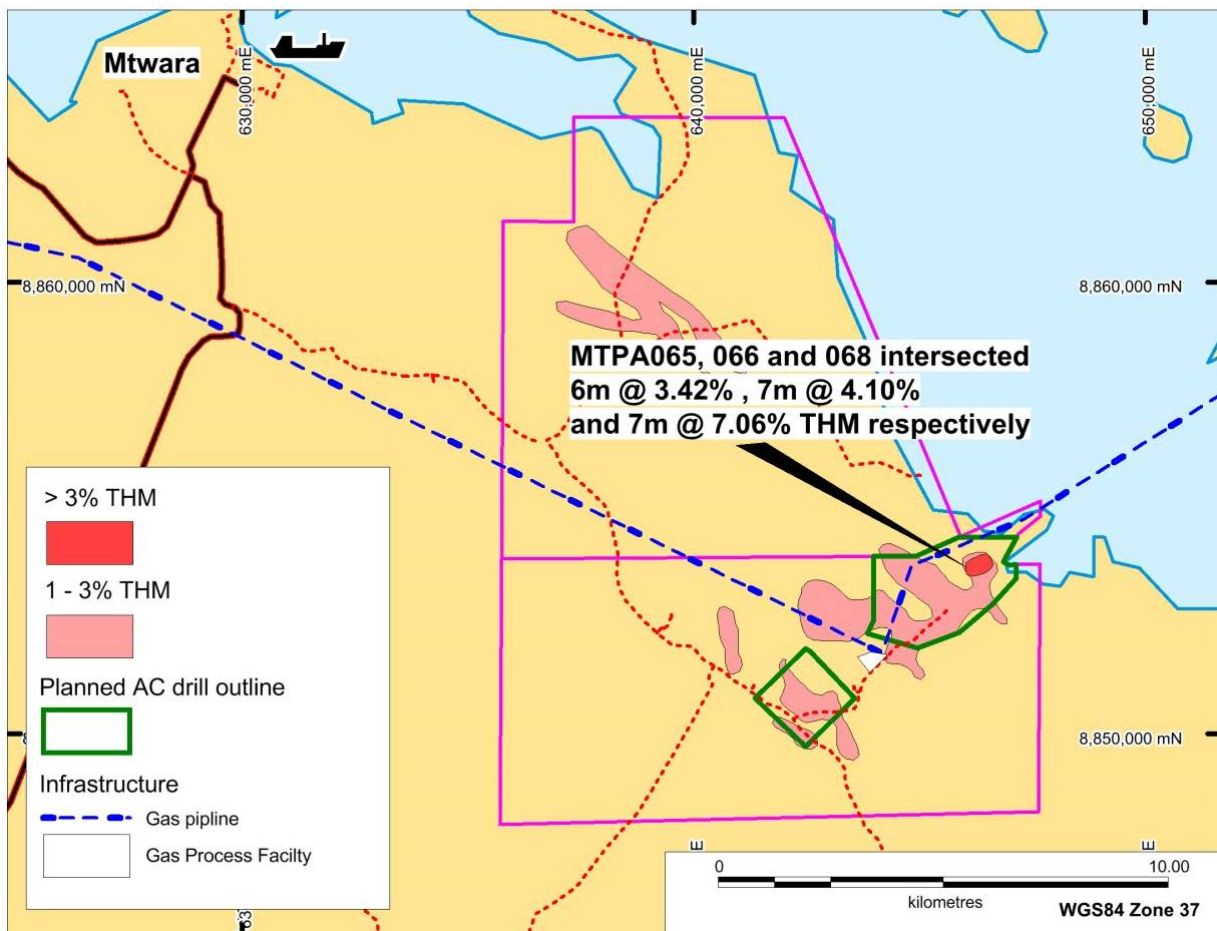 Mtwara
630,000 mE
640,000 mE
650,000 mE
8,860,000 mN
8,860,000 mN
MTPA065, 066 and 068 intersected
6m @ 3.42% , 7m @ 4.10%
and 7m @ 7.06% THM respectively
> 3% THM
1 - 3% THM
Planned AC drill outline
Infrastructure
Gas pipline
Gas Process Facilty
8,850,000 mN
E
E
0
10.00
kilometres
WGS84 Zone 37